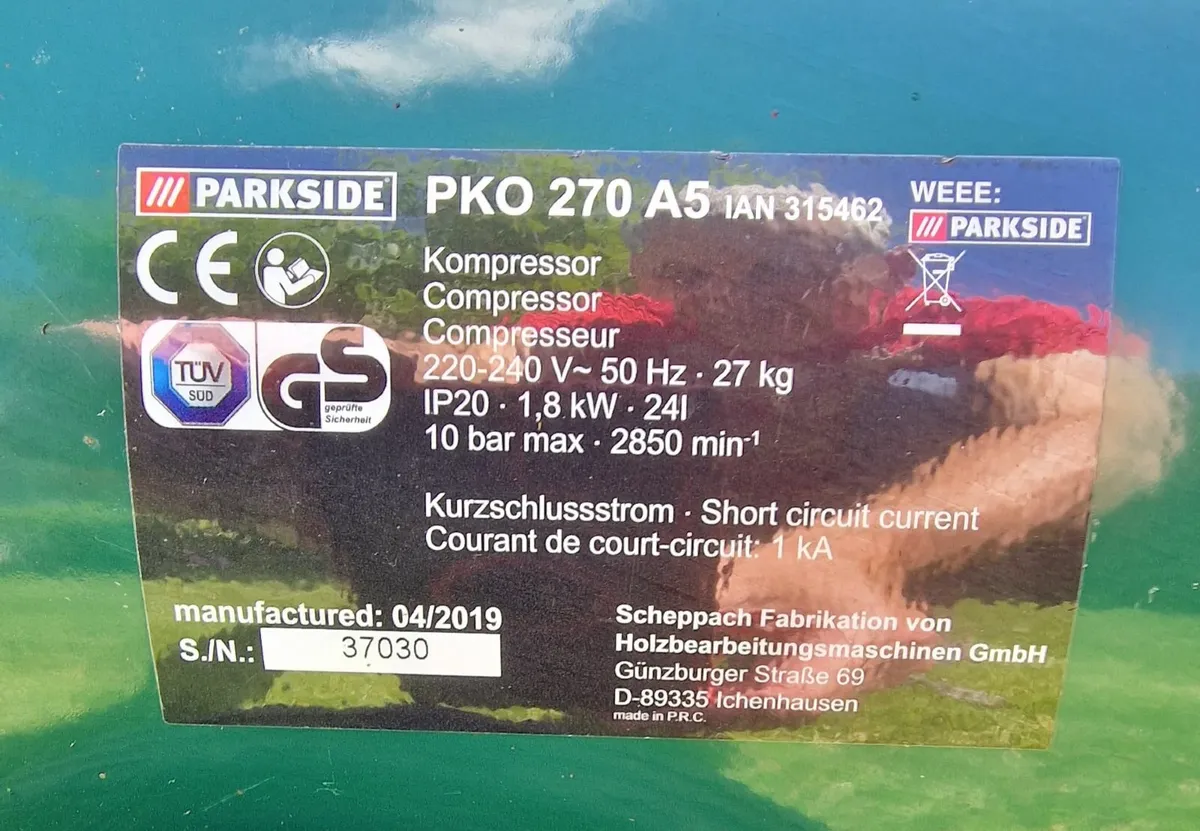 PARKSIDE PKO 270 A5 IAN 315462
WEEE:
PARKSIDE
CE
TÜV
SÜD
GS
geprüfte
Sicherheit
Kompressor
Compressor
Compresseur
220-240 V~ 50 Hz · 27 kg
IP20 · 1,8 kW · 24l
10 bar max · 2850 min⁻¹
Kurzschlussstrom · Short circuit current
Courant de court-circuit: 1 kA
manufactured: 04/2019
S./N.: 37030
Scheppach Fabrikation von
Holzbearbeitungsmaschinen GmbH
Günzburger Straße 69
D-89335 Ichenhausen
made in P.R.C.